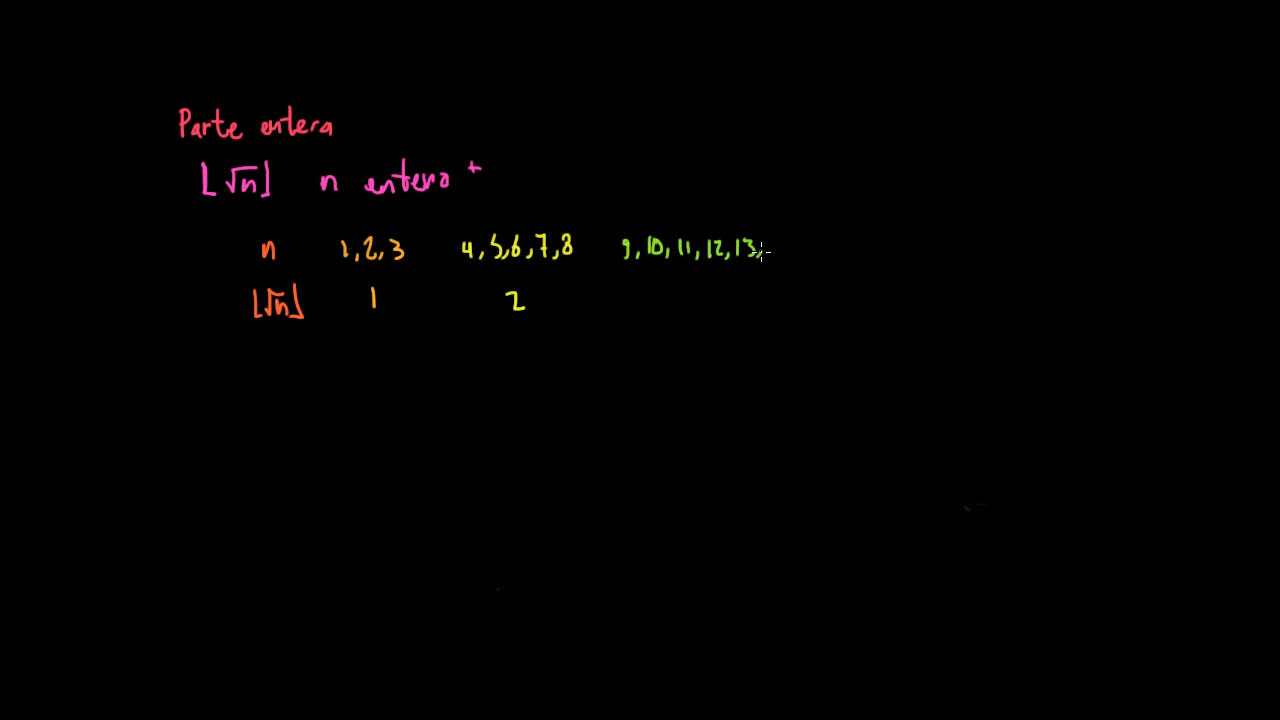 Parte entera
⌊√n⌋ n entero +
n 1,2,3 4,5,6,7,8 9,10,11,12,13,
⌊√n⌋ 1 2